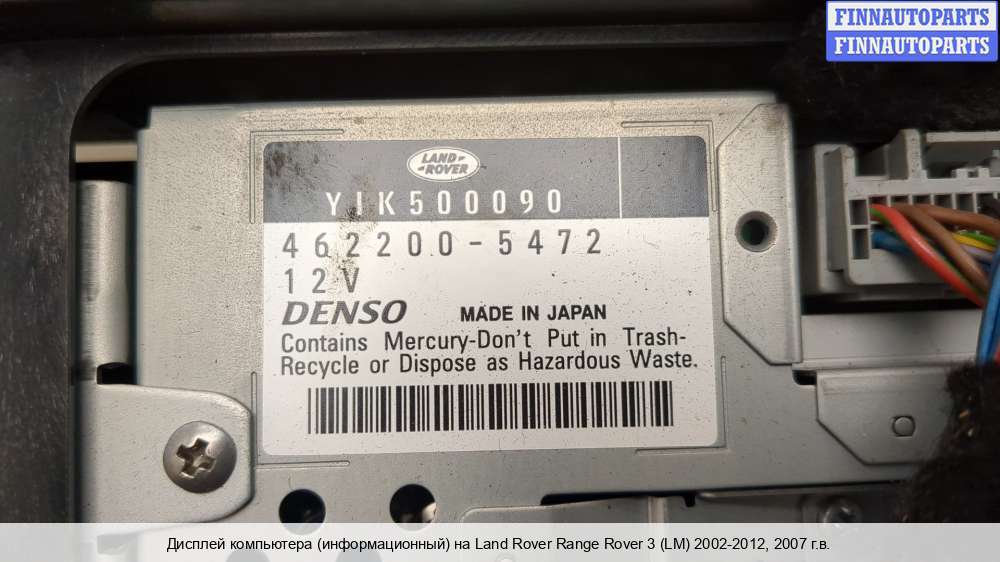 FINNAUTOPARTS
FINNAUTOPARTS
LAND ROVER
YIK500090
462200-5472
12V
DENSO MADE IN JAPAN
Contains Mercury-Don't Put in Trash-
Recycle or Dispose as Hazardous Waste.
Дисплей компьютера (информационный) на Land Rover Range Rover 3 (LM) 2002-2012, 2007 г.в.